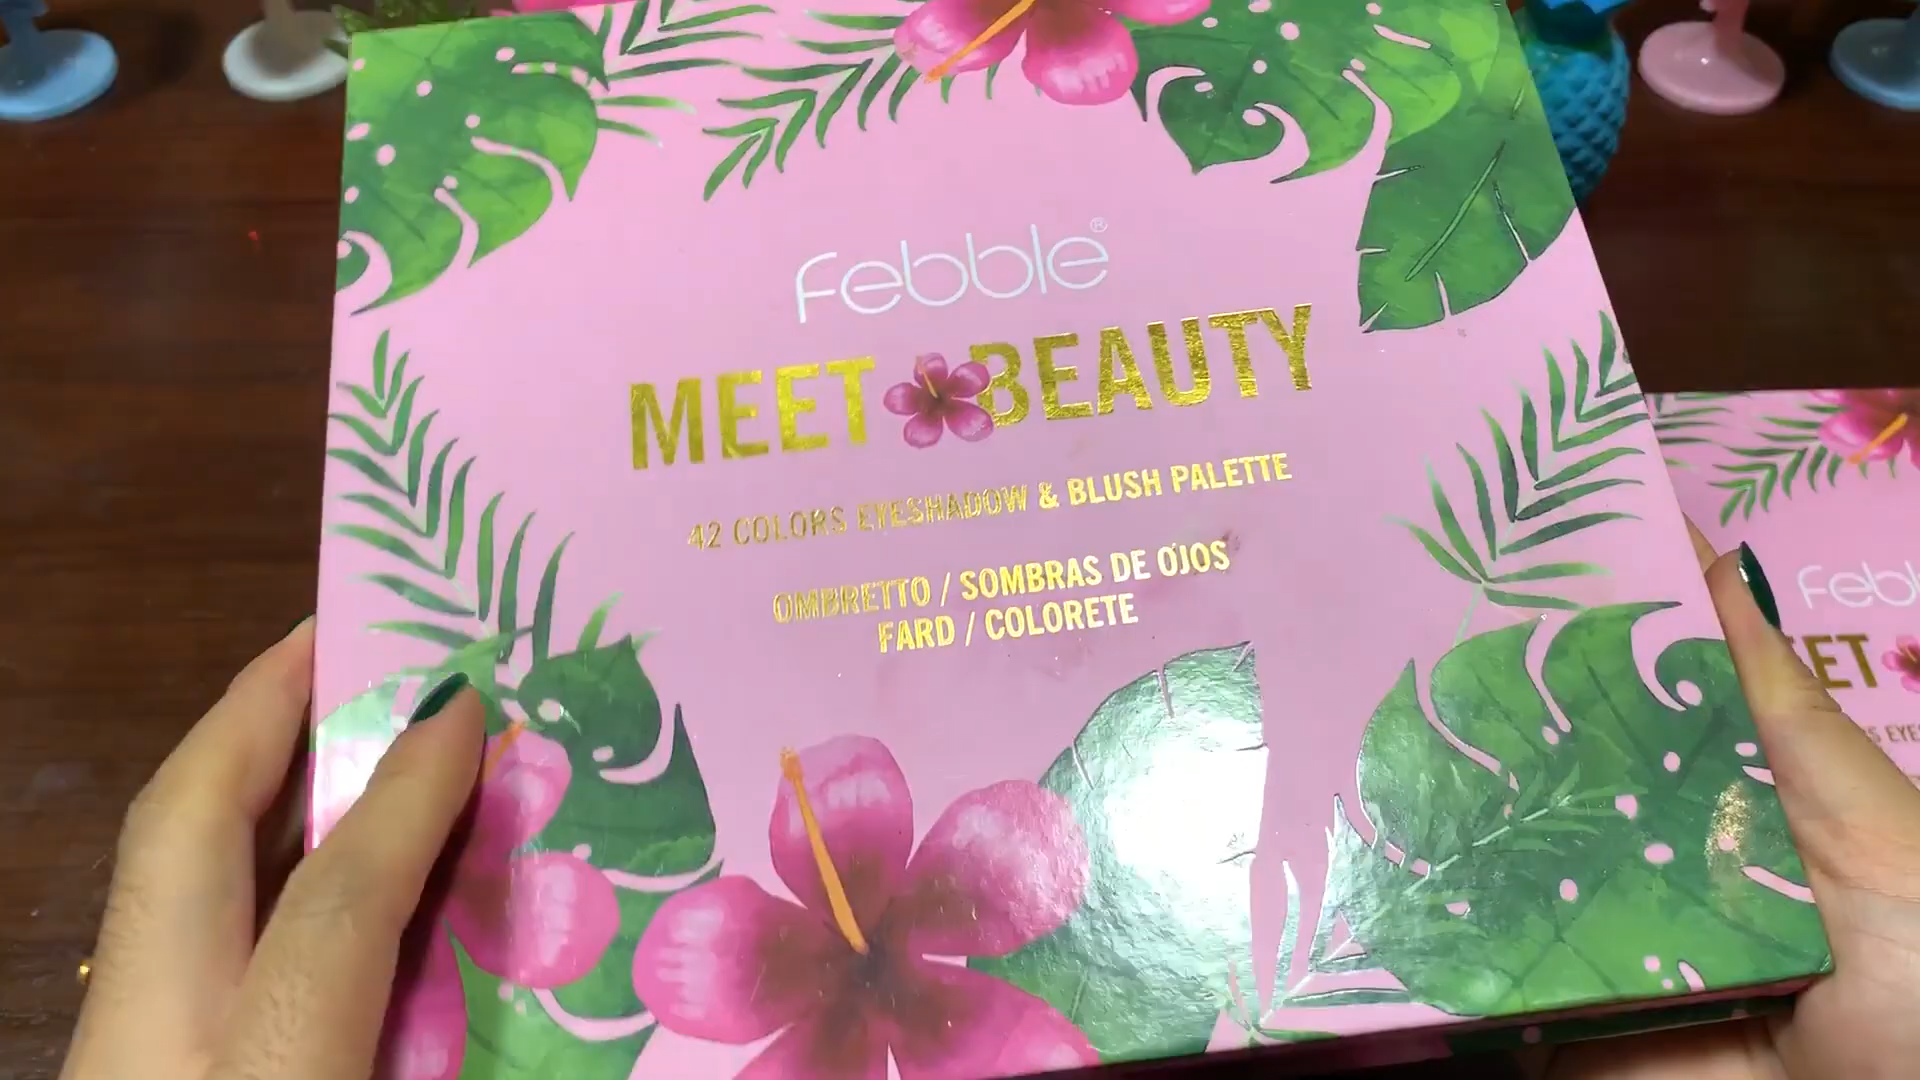 febble®
MEET BEAUTY
42 COLORS EYESHADOW & BLUSH PALETTE
OMBRETTO / SOMBRAS DE OJOS
FARD / COLORETE